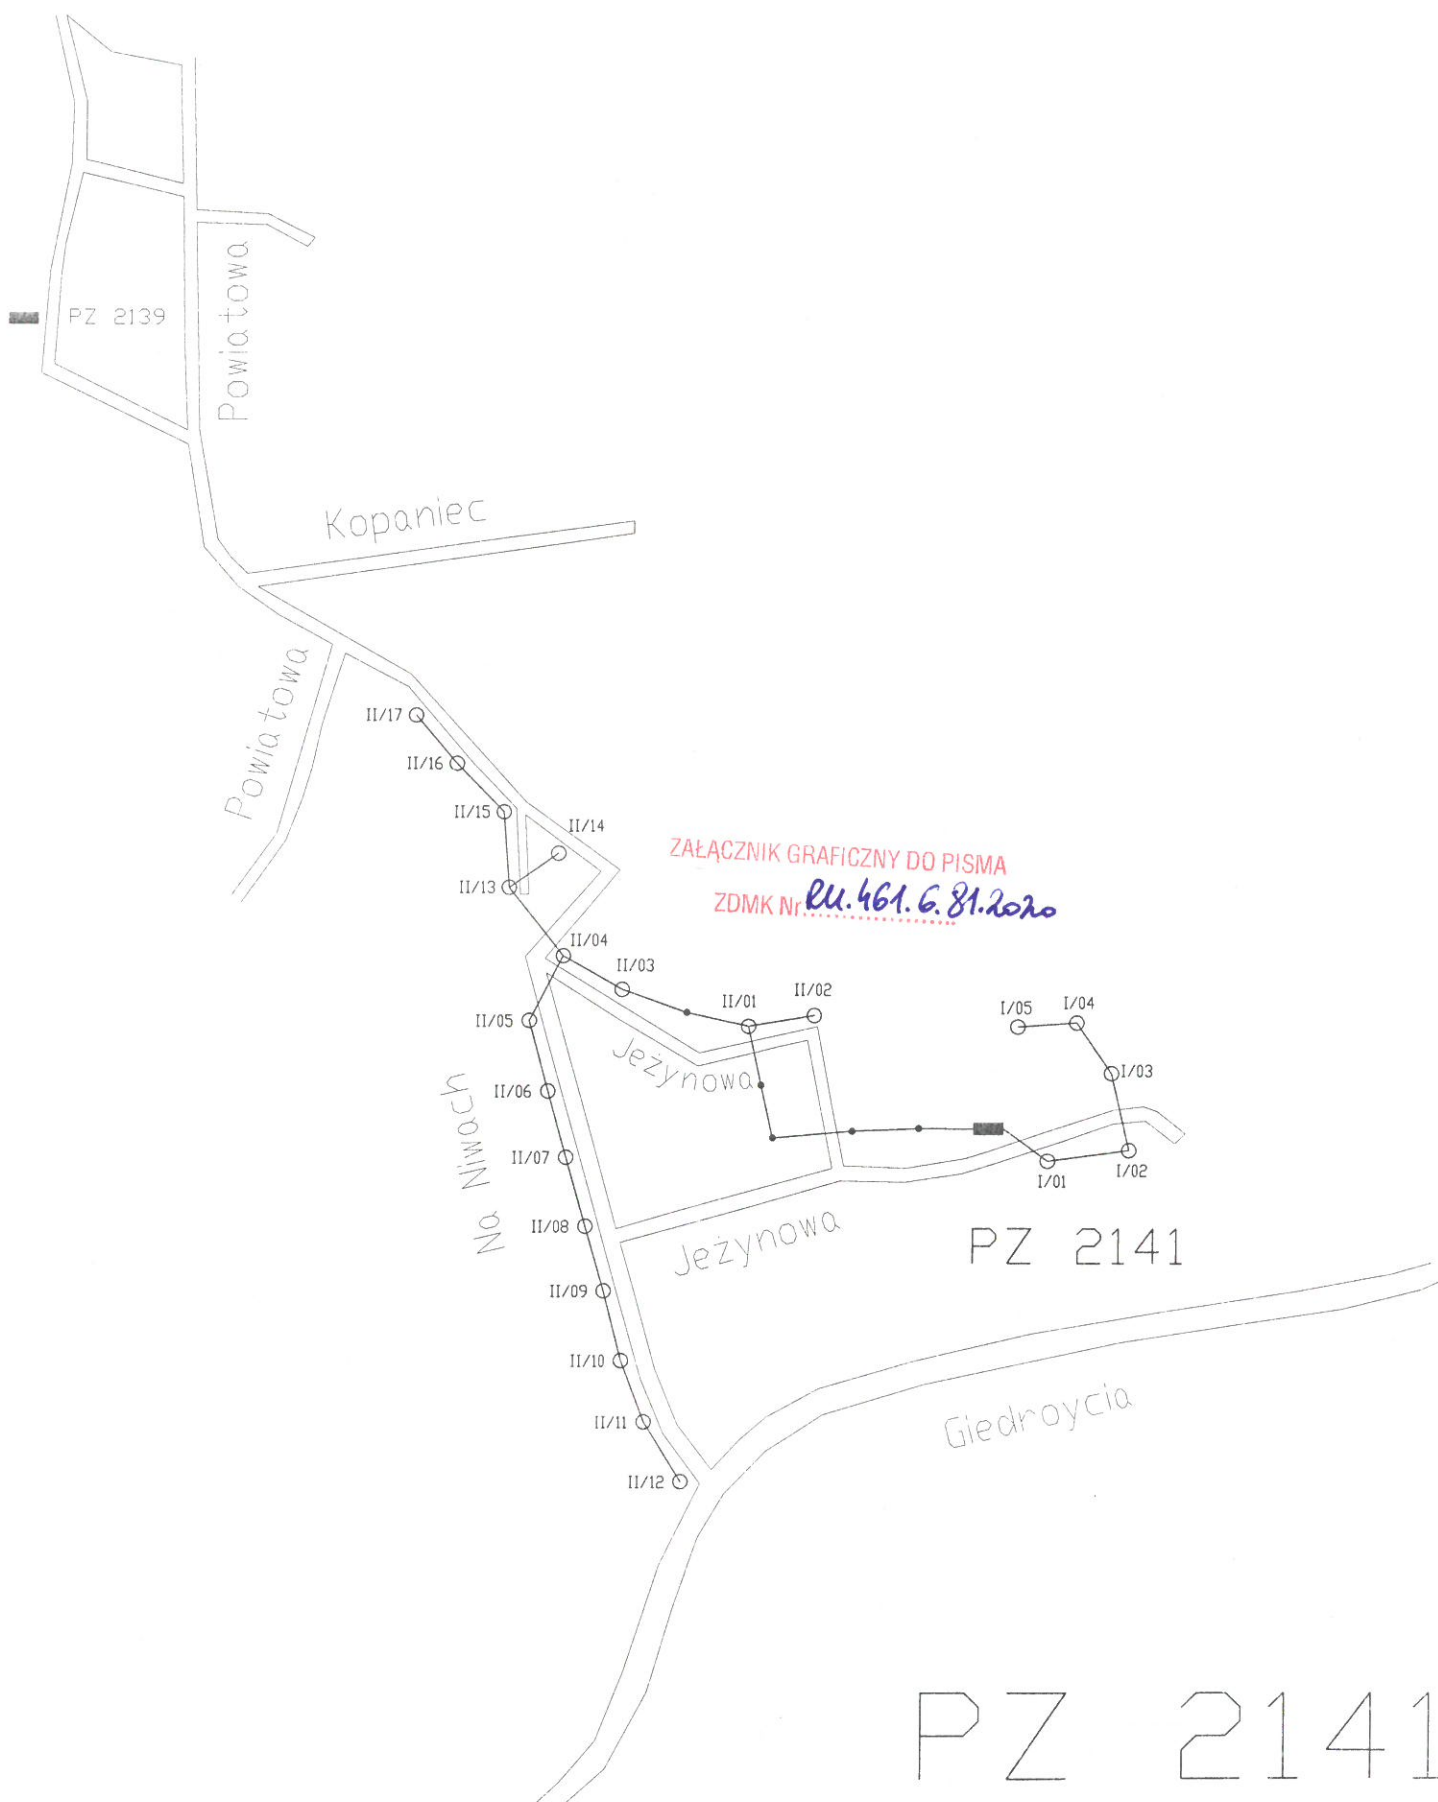 PZ 2139
Powiatowa
Kopaniec
Powiatowa
II/17
II/16
II/15
II/14
II/13
ZAŁĄCZNIK GRAFICZNY DO PISMA
ZDMK Nr RU.461.6.81.2020
II/04
II/03
II/01
II/02
I/05
I/04
II/05
Jeżynowa
I/03
II/06
Na Niwach
II/07
I/01
I/02
II/08
Jeżynowa
PZ 2141
II/09
II/10
Giedroycia
II/11
II/12
PZ 2141